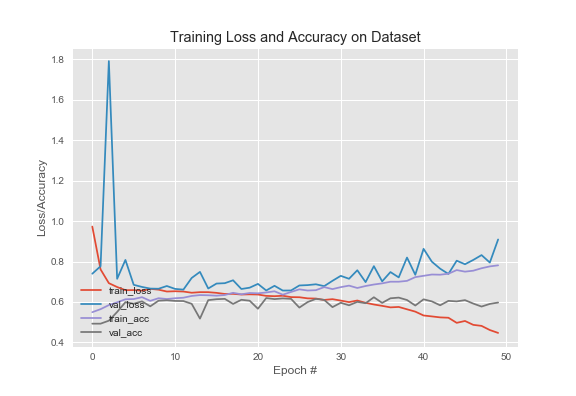 Training Loss and Accuracy on Dataset
Loss/Accuracy
1.8
1.6
1.4
1.2
1.0
0.8
0.6
0.4
train_loss
val_loss
train_acc
val_acc
0 10 20 30 40 50
Epoch #